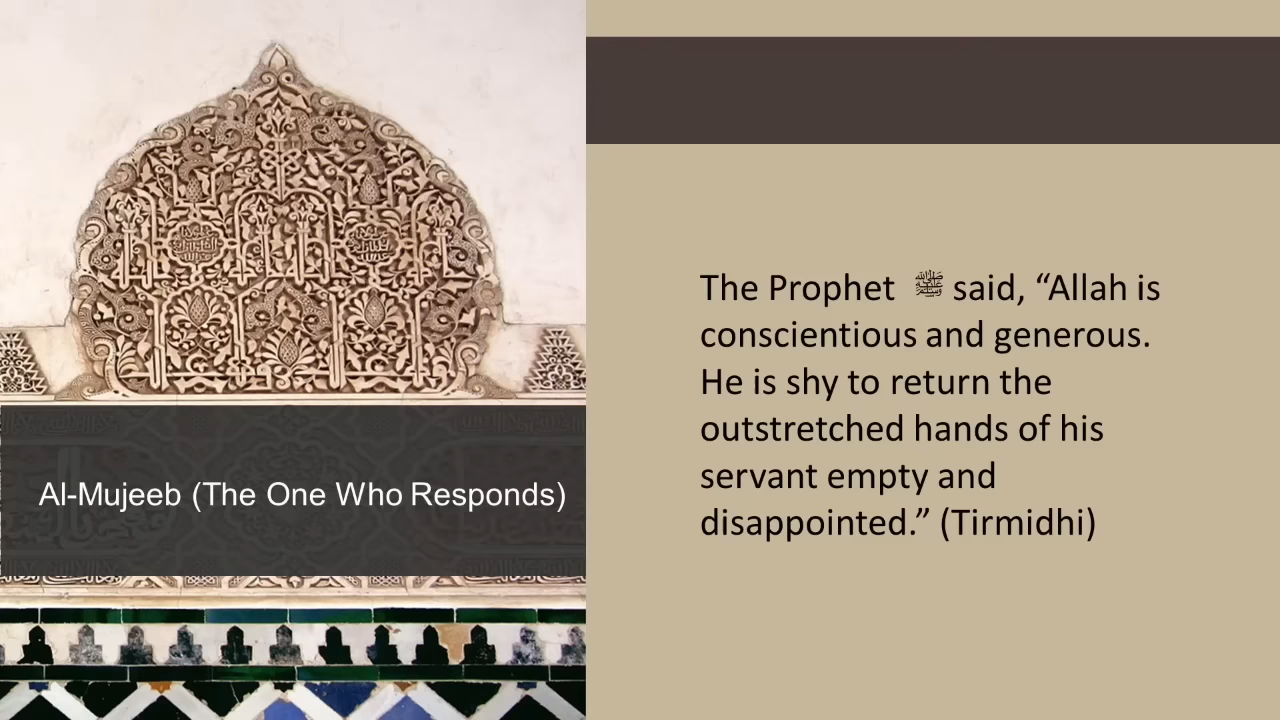 Al-Mujeeb (The One Who Responds)
The Prophet ﷺ said, “Allah is
conscientious and generous.
He is shy to return the
outstretched hands of his
servant empty and
disappointed.” (Tirmidhi)